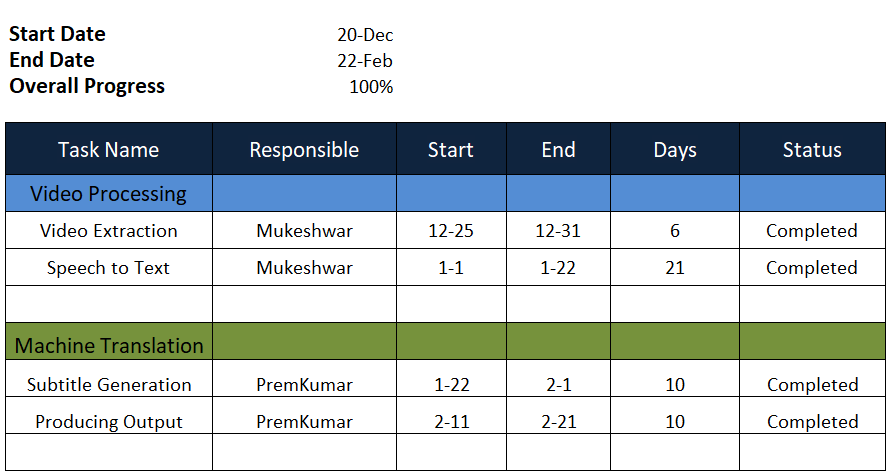 Start Date 20-Dec
End Date 22-Feb
Overall Progress 100%
Task Name Responsible Start End Days Status
Video Processing
Video Extraction Mukeshwar 12-25 12-31 6 Completed
Speech to Text Mukeshwar 1-1 1-22 21 Completed
Machine Translation
Subtitle Generation PremKumar 1-22 2-1 10 Completed
Producing Output PremKumar 2-11 2-21 10 Completed